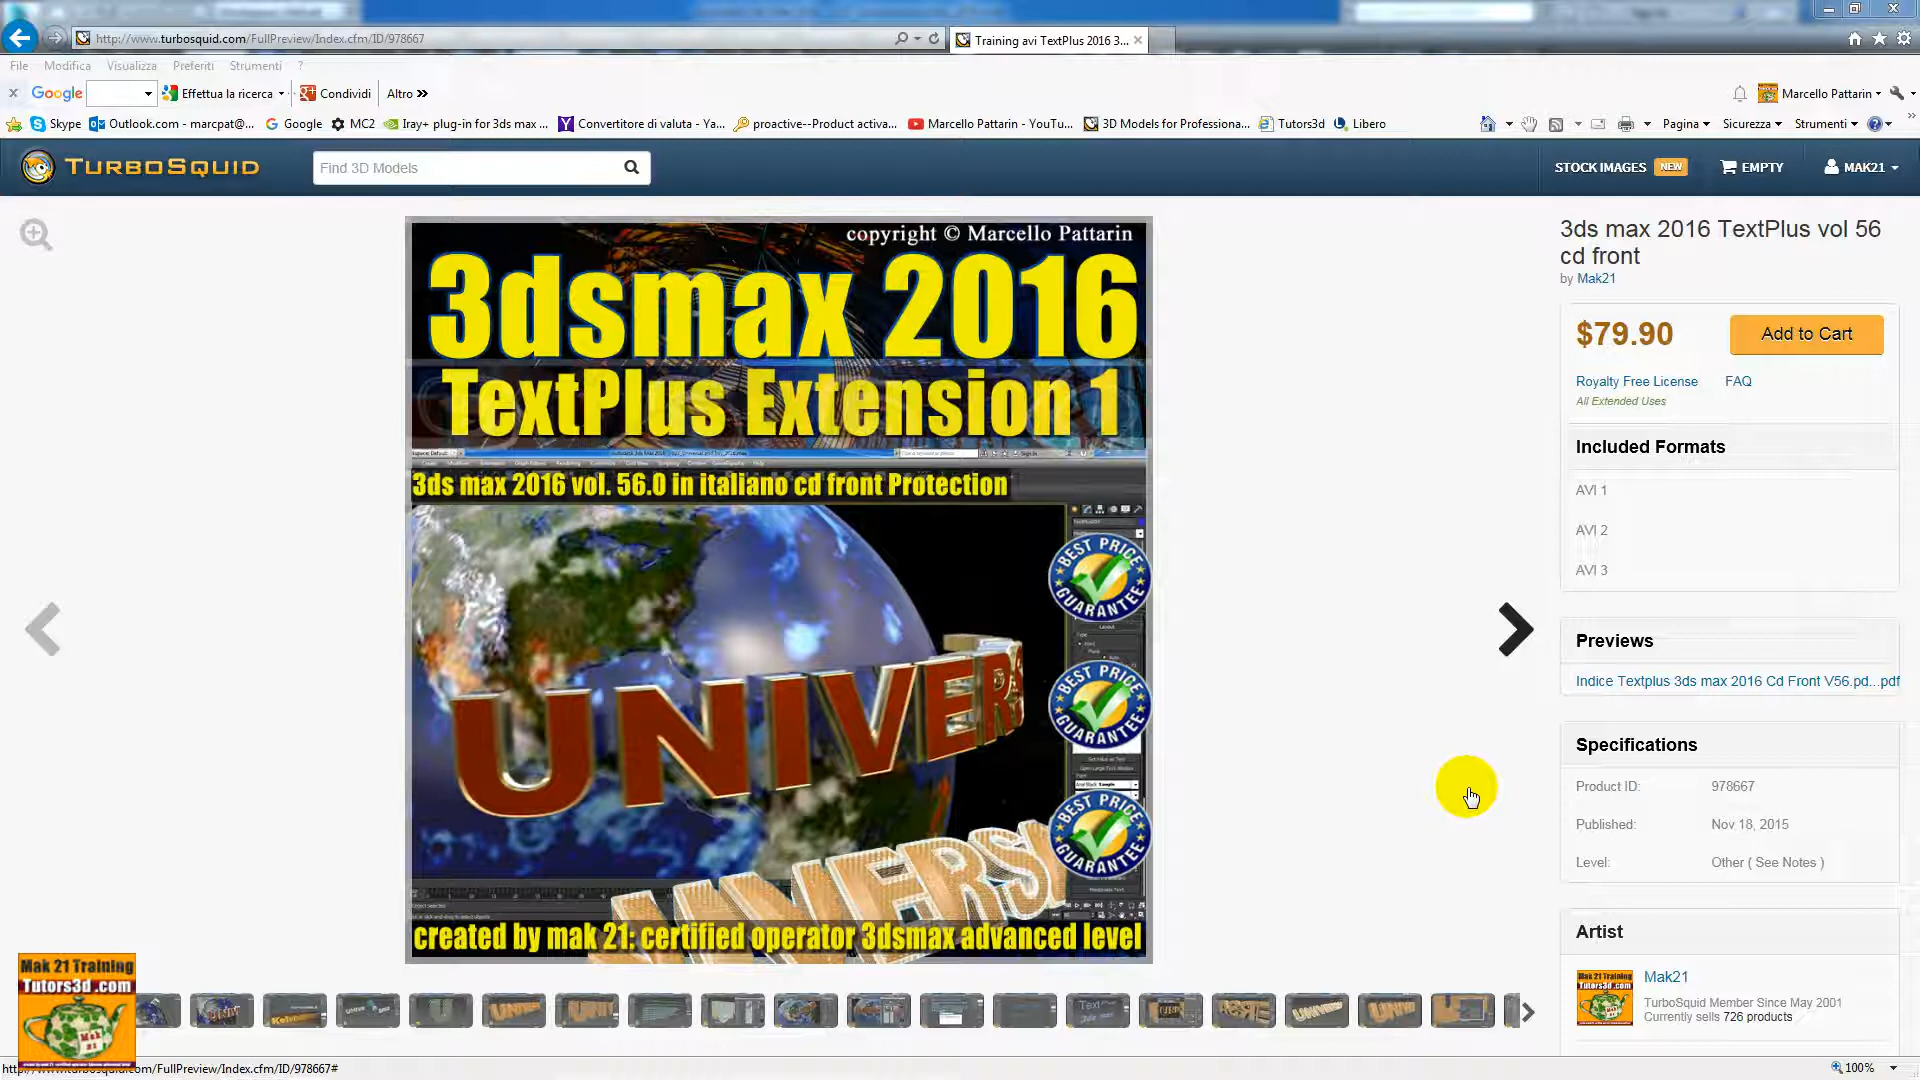 http://www.turbosquid.com/FullPreview/Index.cfm/ID/978667
Training avi TextPlus 2016 3...
File Modifica Visualizza Preferiti Strumenti ?
Google Effettua la ricerca Condividi Altro »
Marcello Pattarin
Skype Outlook.com - marcpat@... Google MC2 Iray+ plug-in for 3ds max ... Convertitore di valuta - Ya... proactive--Product activa... Marcello Pattarin - YouTu... 3D Models for Professiona... Tutors3d Libero
Pagina Sicurezza Strumenti
TurboSquid
Find 3D Models
STOCK IMAGES NEW EMPTY MAK21
copyright © Marcello Pattarin
3dsmax 2016
TextPlus Extension 1
3ds max 2016 vol. 56.0 in italiano cd front Protection
BEST PRICE GUARANTEE
BEST PRICE GUARANTEE
BEST PRICE GUARANTEE
UNIVERS
created by mak 21: certified operator 3dsmax advanced level
3ds max 2016 TextPlus vol 56
cd front
by Mak21
$79.90 Add to Cart
Royalty Free License FAQ
All Extended Uses
Included Formats
AVI 1
AVI 2
AVI 3
Previews
Indice Textplus 3ds max 2016 Cd Front V56.pd...pdf
Specifications
Product ID: 978667
Published: Nov 18, 2015
Level: Other ( See Notes )
Artist
Mak21
TurboSquid Member Since May 2001
Currently sells 726 products
Mak 21 Training
Tutors3d .com
Mak
21
100%